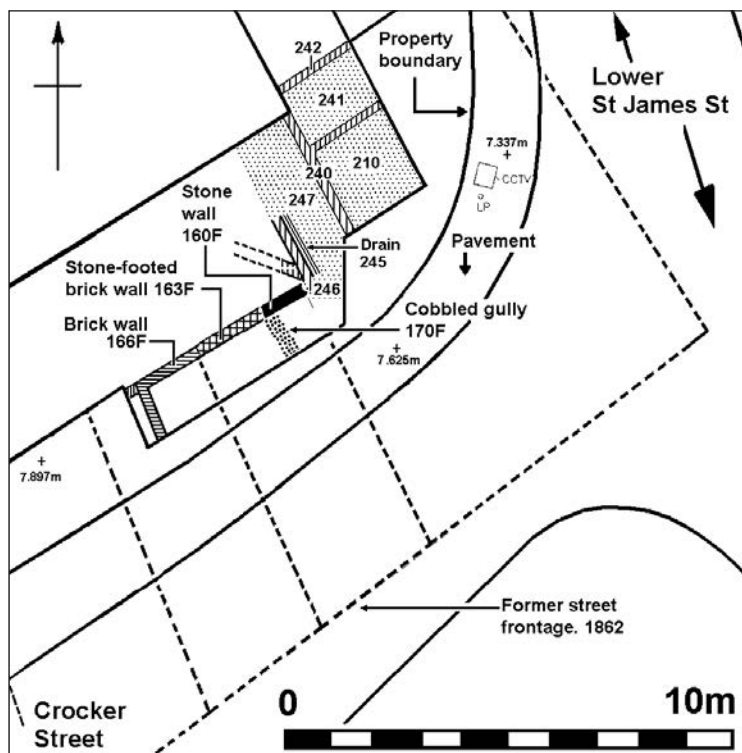 242
Property
boundary
Lower
St James St
241
7.337m
210
240
CCTV
Stone
wall
160F
247
LP
Drain
245
Pavement
Stone-footed
brick wall 163F
246
Cobbled gully
170F
Brick wall
166F
7.625m
7.897m
Former street
frontage. 1862
0
10m
Crocker
Street